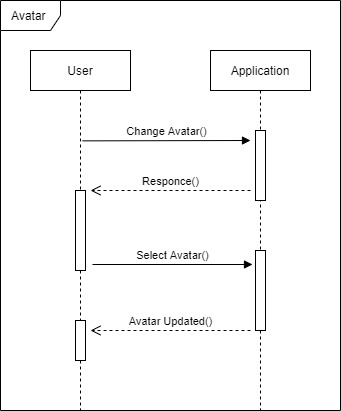 Avatar
User
Application
Change Avatar()
Responce()
Select Avatar()
Avatar Updated()